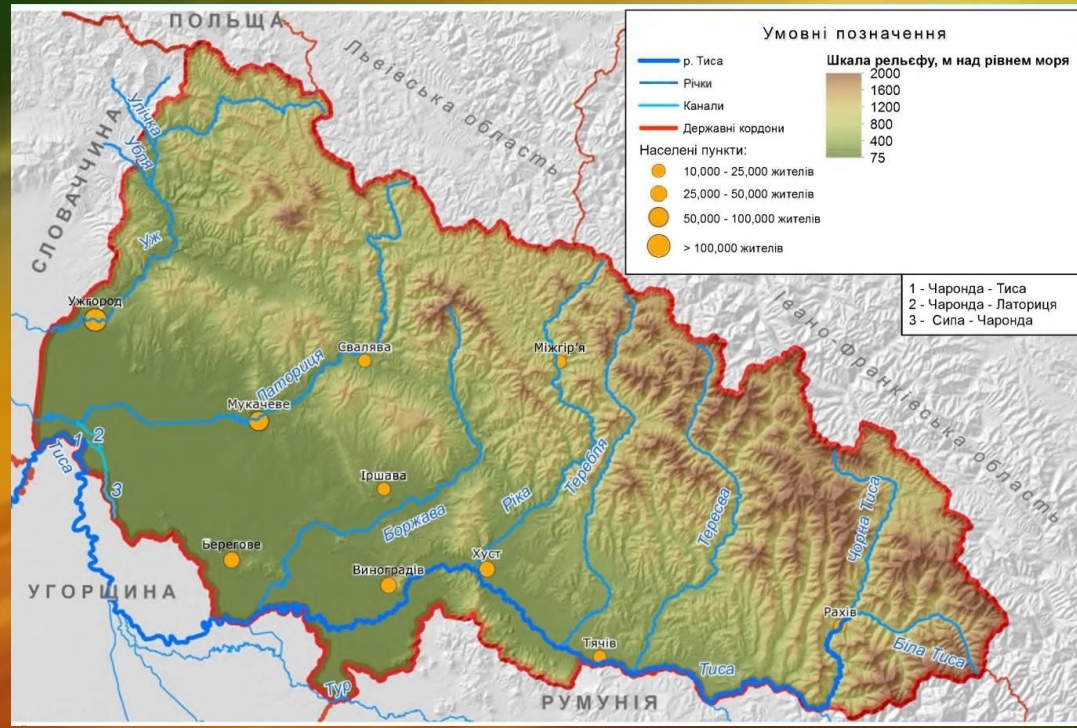 ПОЛЬЩА
Львівська область
СЛОВАЧЧИНА
Улічка
Убля
Уж
Ужгород
Свалява
Латориця
Мукачеве
Міжгір'я
Івано-Франківська область
Іршава
Боржава
Ріка
Теребля
Тересва
Чорна Тиса
1
2
3
Тиса
Берегове
Виноградів
Хуст
УГОРЩИНА
Рахів
Тячів
Біла Тиса
Тиса
Тур
РУМУНІЯ
Умовні позначення
р. Тиса
Річки
Канали
Державні кордони
Населені пункти:
10,000 - 25,000 жителів
25,000 - 50,000 жителів
50,000 - 100,000 жителів
> 100,000 жителів
Шкала рельєфу, м над рівнем моря
2000
1600
1200
800
400
75
1 - Чаронда - Тиса
2 - Чаронда - Латориця
3 - Сипа - Чаронда